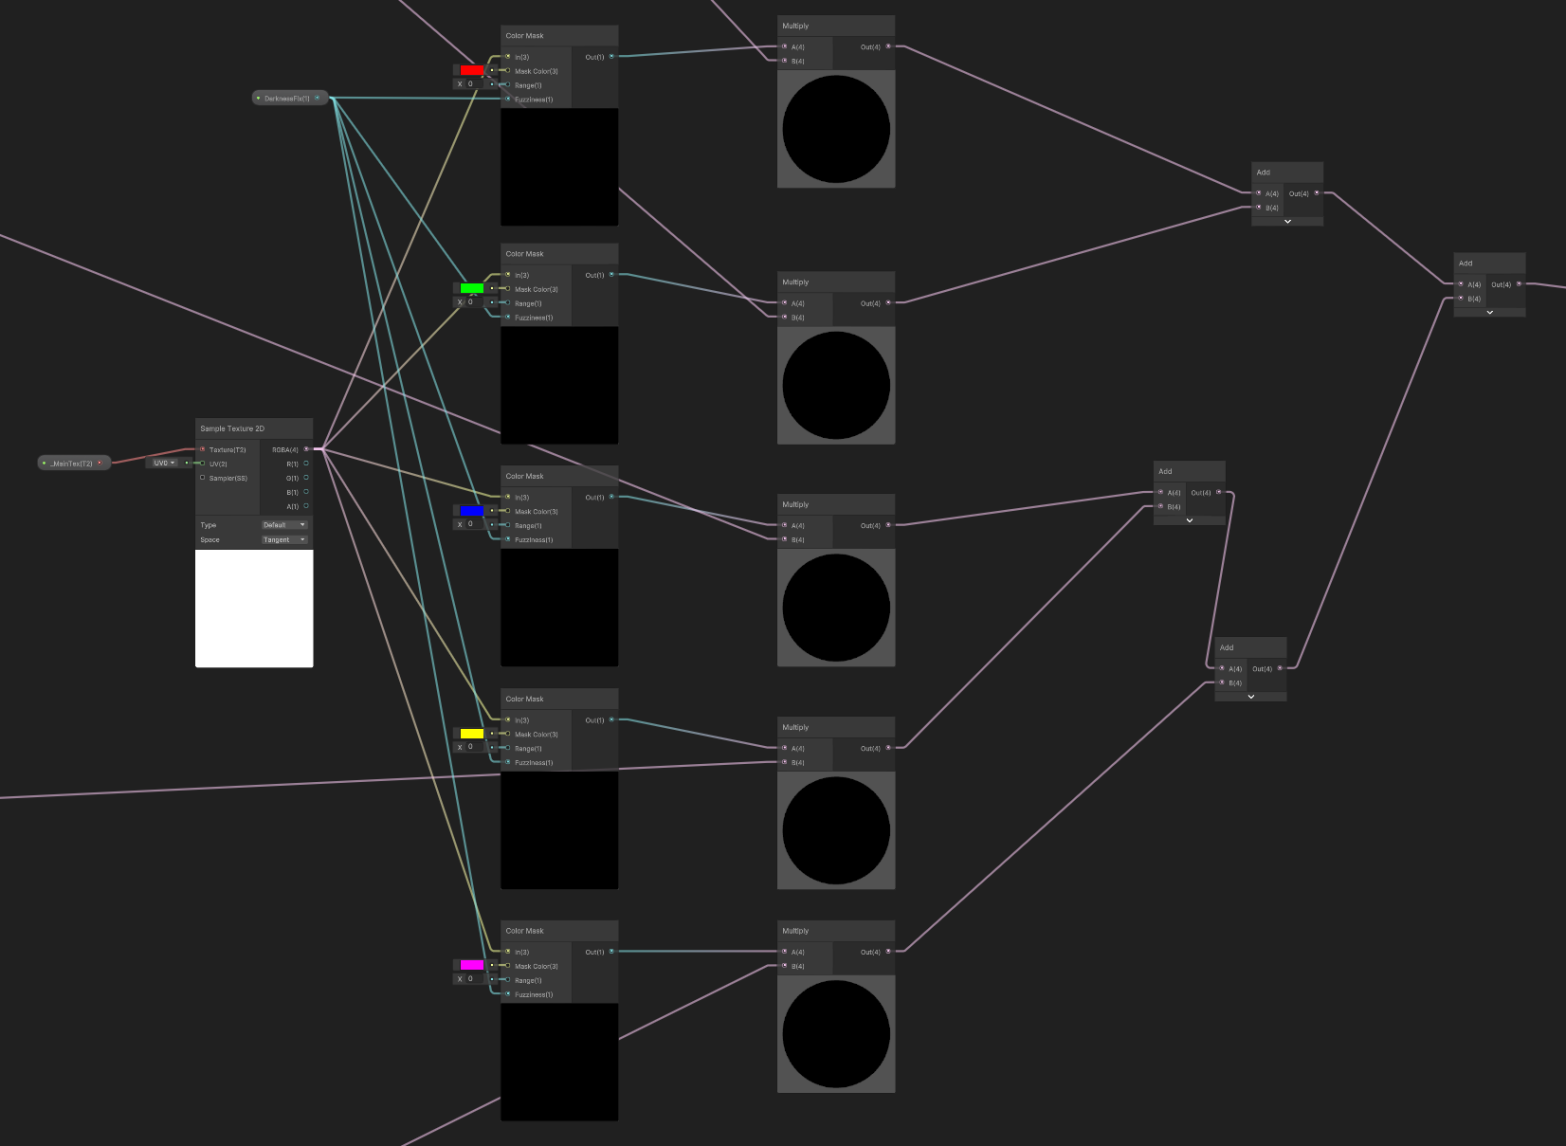 Color Mask
In(3)
Out(1)
Mask Color(3)
X 0
Range(1)
Fuzziness(1)
Multiply
A(4)
Out(4)
B(4)
DarknessFix(1)
Add
A(4)
Out(4)
B(4)
Color Mask
In(3)
Out(1)
Mask Color(3)
X 0
Range(1)
Fuzziness(1)
Multiply
A(4)
Out(4)
B(4)
Add
A(4)
Out(4)
B(4)
Sample Texture 2D
_MainTex(T2)
UV0
Texture(T2)
RGBA(4)
UV(2)
R(1)
Sampler(SS)
G(1)
B(1)
A(1)
Type
Default
Space
Tangent
Color Mask
In(3)
Out(1)
Mask Color(3)
X 0
Range(1)
Fuzziness(1)
Multiply
A(4)
Out(4)
B(4)
Add
A(4)
Out(4)
B(4)
Add
A(4)
Out(4)
B(4)
Color Mask
In(3)
Out(1)
Mask Color(3)
X 0
Range(1)
Fuzziness(1)
Multiply
A(4)
Out(4)
B(4)
Color Mask
In(3)
Out(1)
Mask Color(3)
X 0
Range(1)
Fuzziness(1)
Multiply
A(4)
Out(4)
B(4)